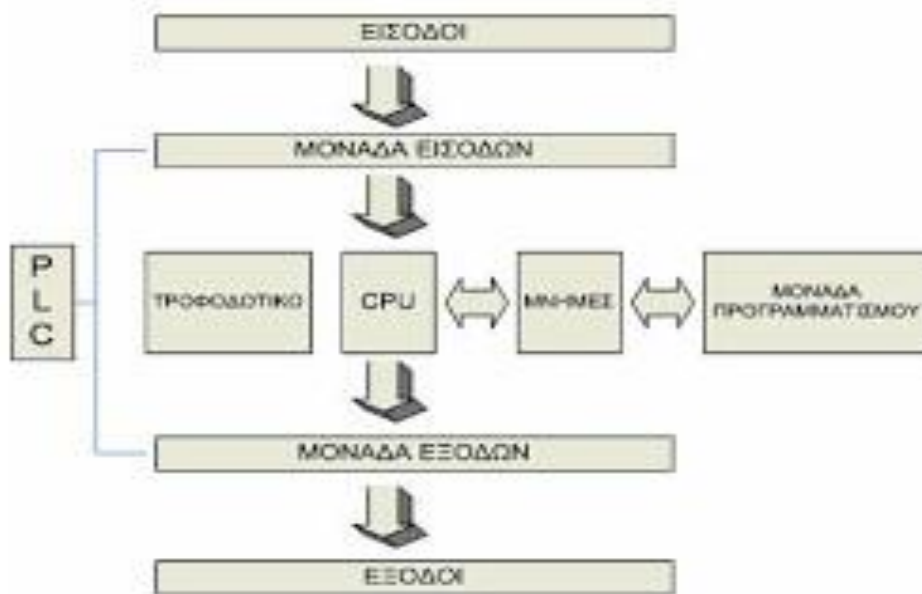 ΕΙΣΟΔΟΙ
ΜΟΝΑΔΑ ΕΙΣΟΔΩΝ
P
L
C
ΤΡΟΦΟΔΟΤΙΚΟ
CPU
ΜΝΗΜΕΣ
ΜΟΝΑΔΑ
ΠΡΟΓΡΑΜΜΑΤΙΣΜΟΥ
ΜΟΝΑΔΑ ΕΞΟΔΩΝ
ΕΞΟΔΟΙ